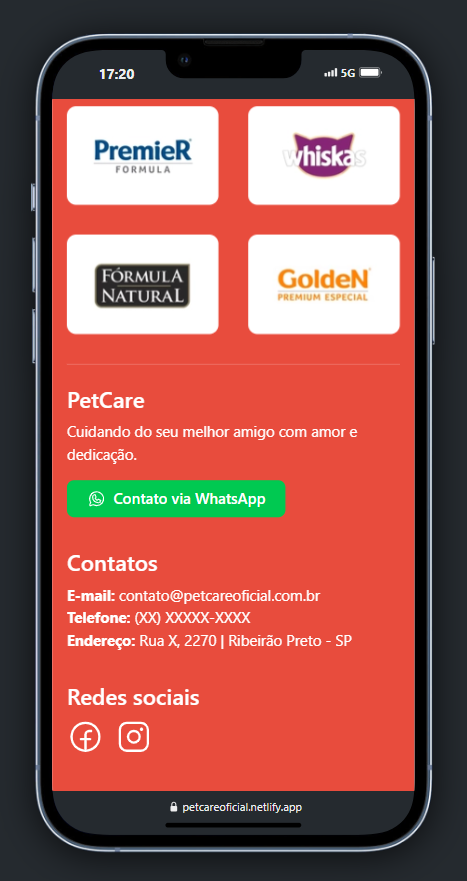 17:20
5G
PremieR
FORMULA
whiskas
FÓRMULA
NATURAL
GoldeN
PREMIUM ESPECIAL
PetCare
Cuidando do seu melhor amigo com amor e
dedicação.
Contato via WhatsApp
Contatos
E-mail: contato@petcareoficial.com.br
Telefone: (XX) XXXXX-XXXX
Endereço: Rua X, 2270 | Ribeirão Preto - SP
Redes sociais
petcareoficial.netlify.app